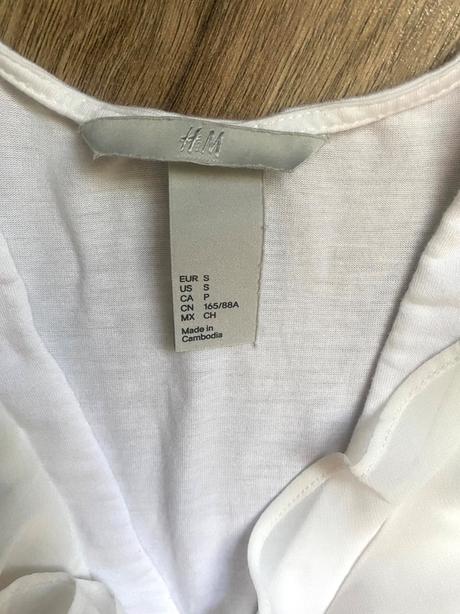 H&M
EUR S
US S
CA P
CN 165/88A
MX CH
Made in
Cambodia